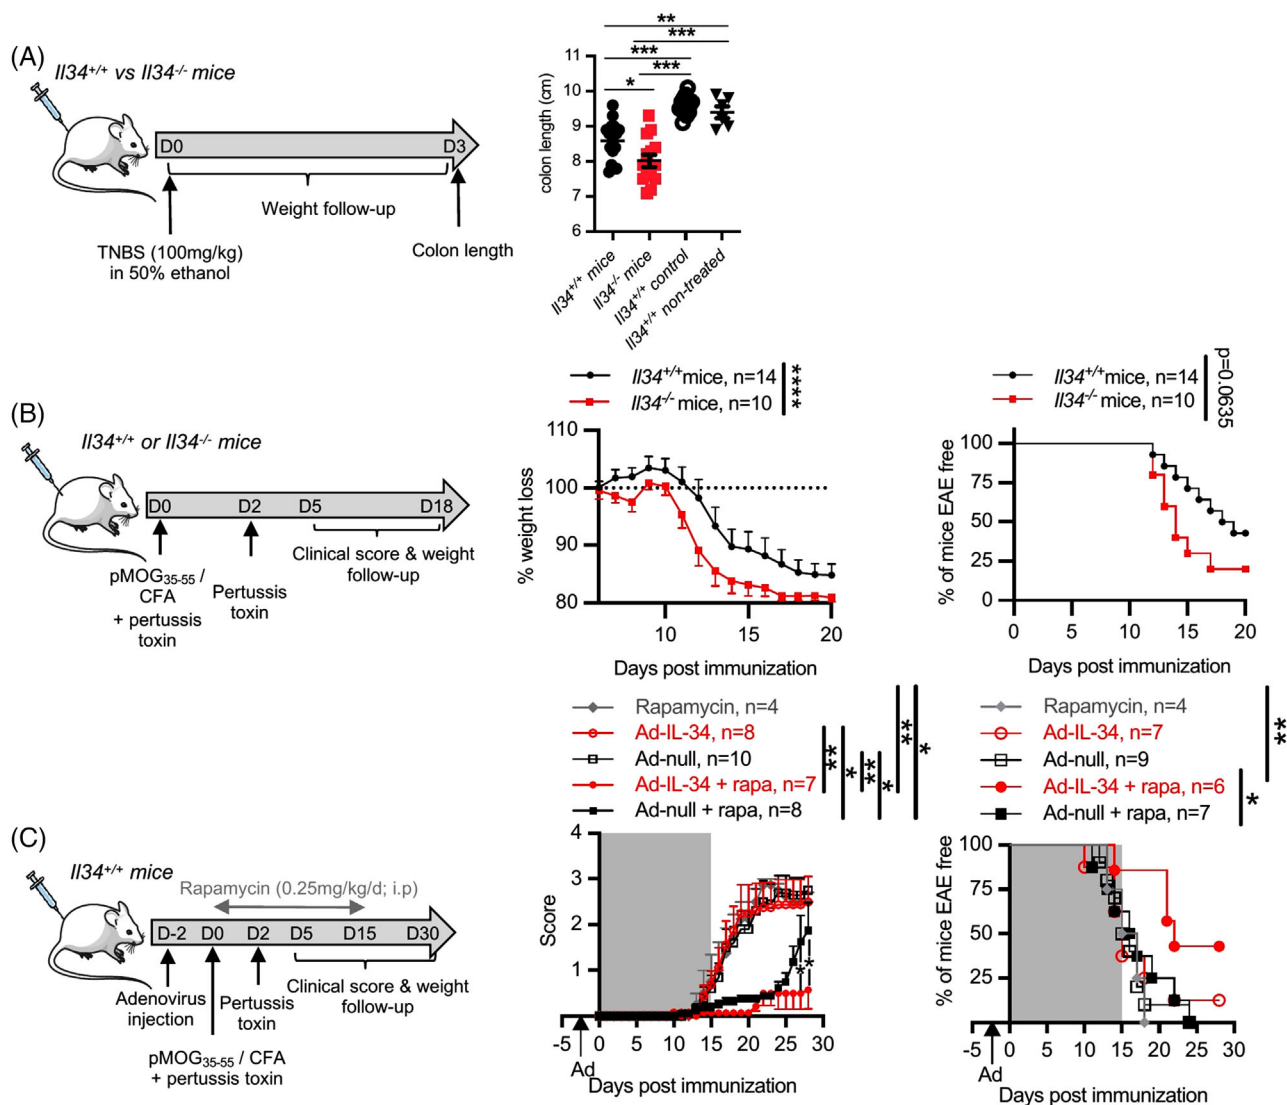 (A)
Il34+/+ vs Il34-/- mice
D0
D3
Weight follow-up
TNBS (100mg/kg)
in 50% ethanol
Colon length
**
***
***
***
*
colon length (cm)
11
10
9
8
7
6
Il34+/+ mice
Il34-/- mice
Il34+/+ control
Il34+/+ non-treated
(B)
Il34+/+ or Il34-/- mice
D0
D2
D5
D18
Clinical score & weight
follow-up
pMOG35-55 /
CFA
+ pertussis
toxin
Pertussis
toxin
Il34+/+mice, n=14
Il34-/- mice, n=10
****
% weight loss
110
100
90
80
10
15
20
Days post immunization
Il34+/+mice, n=14
Il34-/- mice, n=10
p=0.0635
% of mice EAE free
100
75
50
25
0
0
5
10
15
20
Days post immunization
(C)
Il34+/+ mice
Rapamycin (0.25mg/kg/d; i.p)
D-2
D0
D2
D5
D15
D30
Adenovirus
injection
Pertussis
toxin
Clinical score & weight
follow-up
pMOG35-55 / CFA
+ pertussis toxin
Rapamycin, n=4
Ad-IL-34, n=8
Ad-null, n=10
Ad-IL-34 + rapa, n=7
Ad-null + rapa, n=8
**
*
**
*
**
*
Score
4
3
2
1
*
*
-5
0
5
10
15
20
25
30
Ad
Days post immunization
Rapamycin, n=4
Ad-IL-34, n=7
Ad-null, n=9
Ad-IL-34 + rapa, n=6
Ad-null + rapa, n=7
**
*
% of mice EAE free
100
75
50
25
-5
0
5
10
15
20
25
30
Ad
Days post immunization